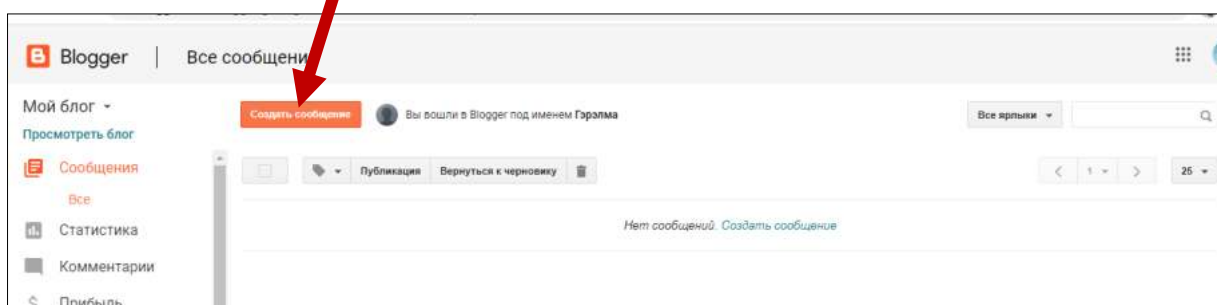 Blogger | Все сообщени
Мой блог
Просмотреть блог
Создать сообщение Вы вошли в Blogger под именем Гэрэлма Все ярлыки
Сообщения
Все
Статистика
Комментарии
Прибыль
Публикация Вернуться к черновику 1 25
Нет сообщений. Создать сообщение